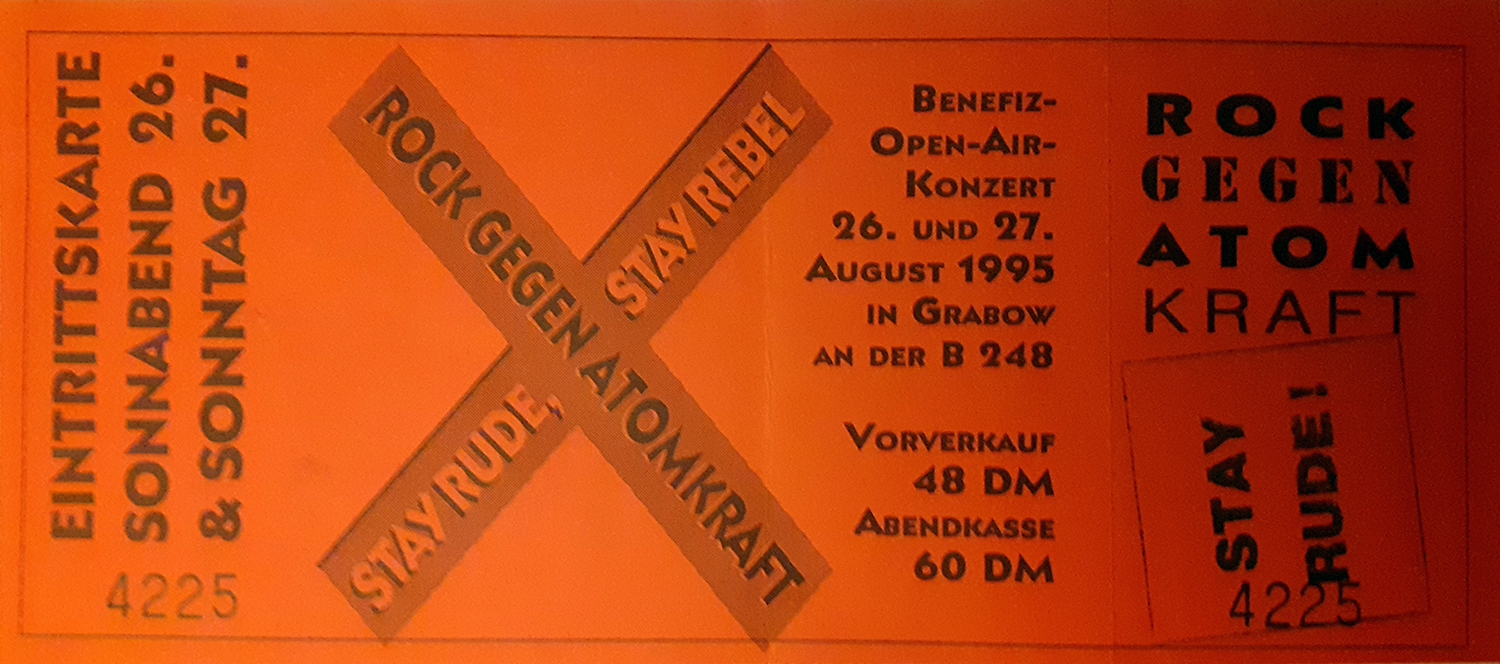 EINTRITTSKARTE
SONNABEND 26.
& SONNTAG 27.
4225
ROCK GEGEN ATOMKRAFT
STAY RUDE, STAY REBEL
BENEFIZ-
OPEN-AIR-
KONZERT
26. UND 27.
AUGUST 1995
IN GRABOW
AN DER B 248
VORVERKAUF
48 DM
ABENDKASSE
60 DM
ROCK
GEGEN
ATOM
KRAFT
STAY
RUDE!
4225